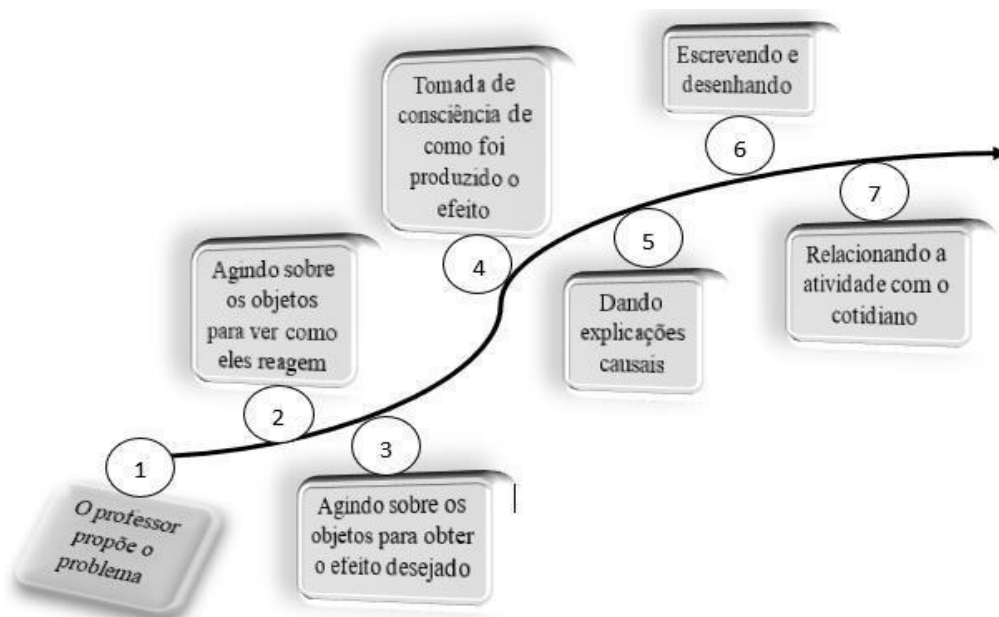 1
O professor
propõe o
problema
2
Agindo sobre
os objetos
para ver como
eles reagem
3
Agindo sobre os
objetos para obter
o efeito desejado
4
Tomada de
consciência de
como foi
produzido o
efeito
5
Dando
explicações
causais
6
Escrevendo e
desenhando
7
Relacionando a
atividade com o
cotidiano